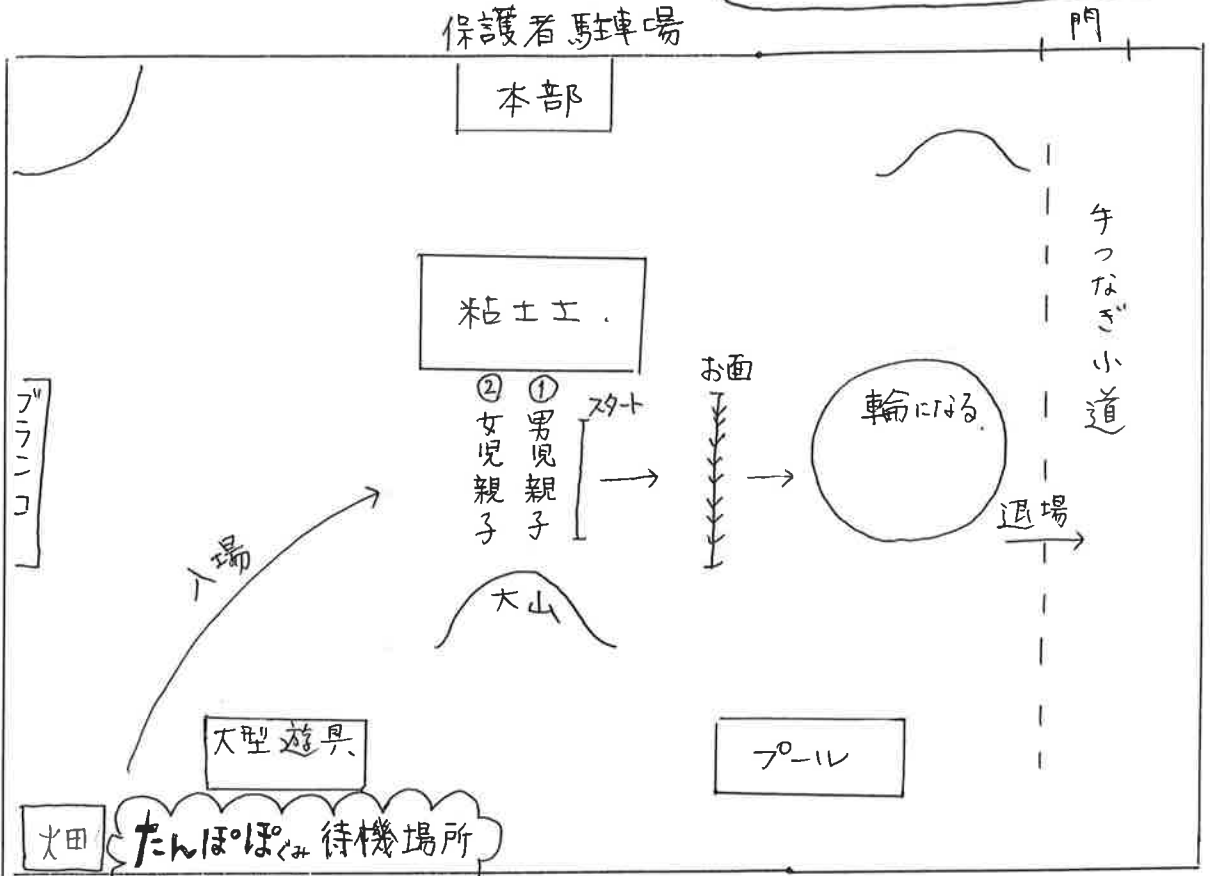 保護者駐車場
門
本部
手つなぎ小道
粘土土.
お面
②
①
スタート
女児親子
男児親子
輪になる.
ブランコ
退場
入場
大山
大型遊具
プール
畑
たんぽぽぐみ待機場所